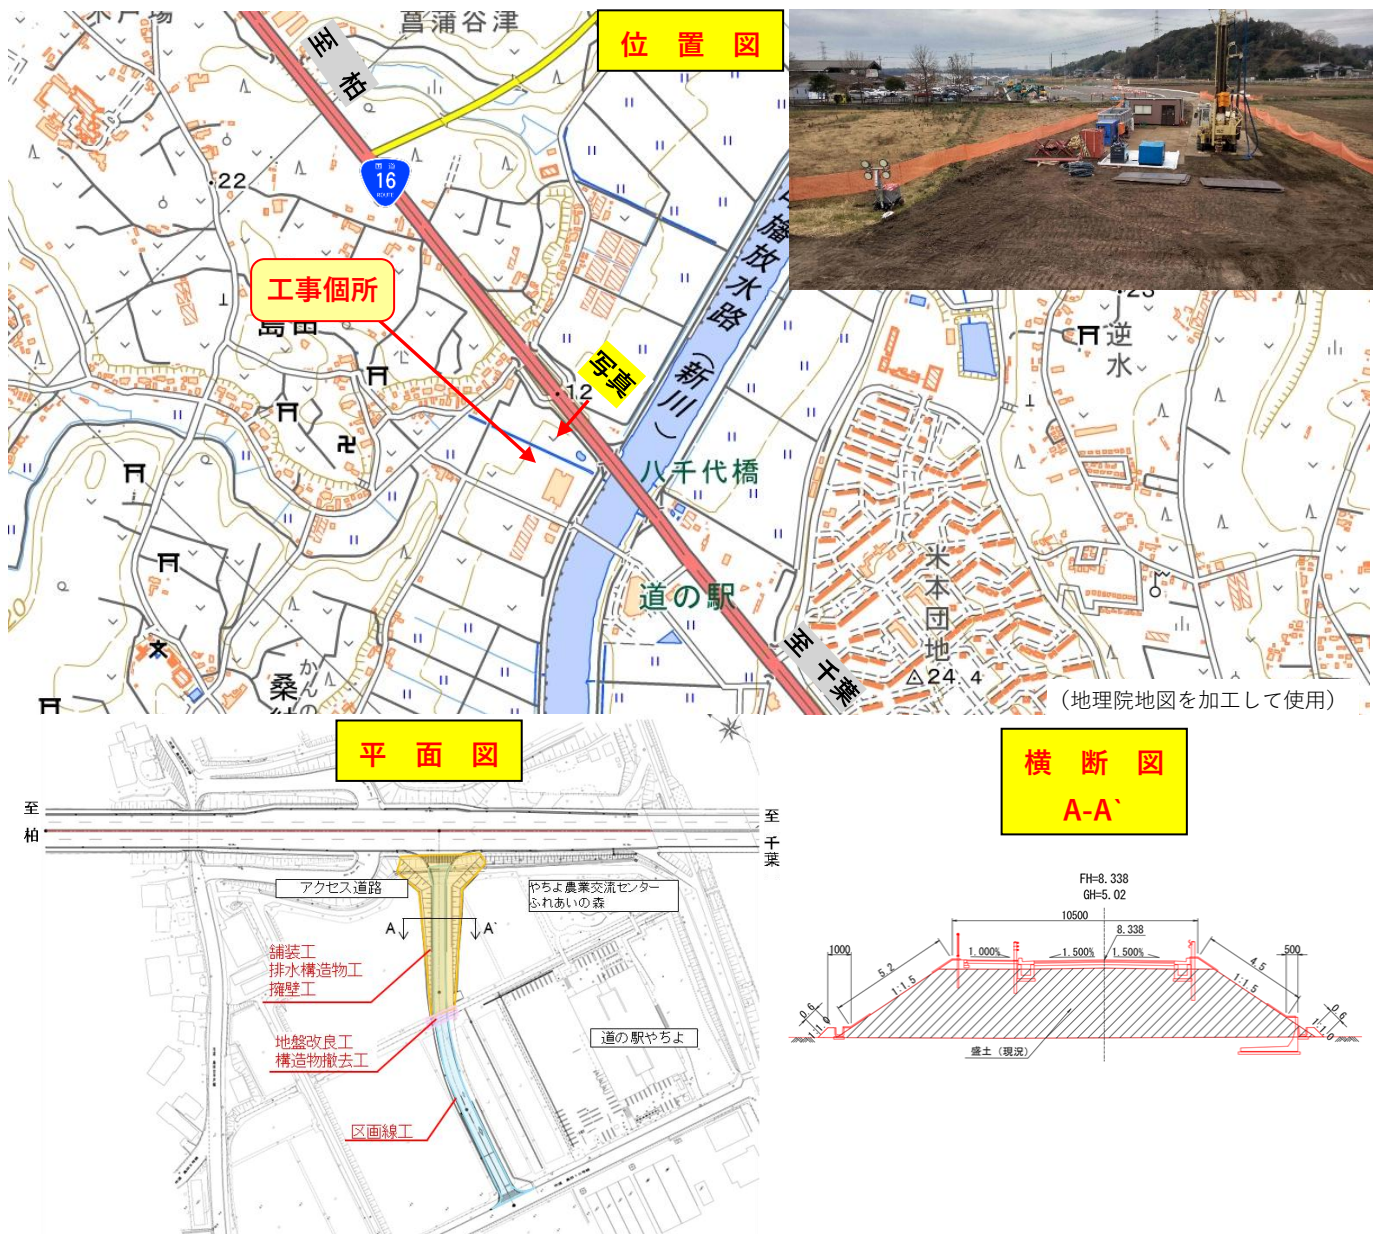 位置図
菖蒲谷津
至柏
国道
16
ROUTE
22
工事個所
島田
写真
12
八千代橋
放水路(新川)
道の駅
米本団地
逆水
23
24.4
至千葉
桑
かんの
(地理院地図を加工して使用)
平面図
至柏
至千葉
アクセス道路
やちよ農業交流センター
ふれあいの森
A
A`
舗装工
排水構造物工
擁壁工
地盤改良工
構造物撤去工
道の駅やちよ
区画線工
横断図
A-A`
FH=8.338
GH=5.02
10500
8.338
1000
5.2
1.000%
1.500%
1.500%
4.5
500
1:1.5
1:1.5
0.6
1:1.0
0.6
1:1.0
盛土(現況)